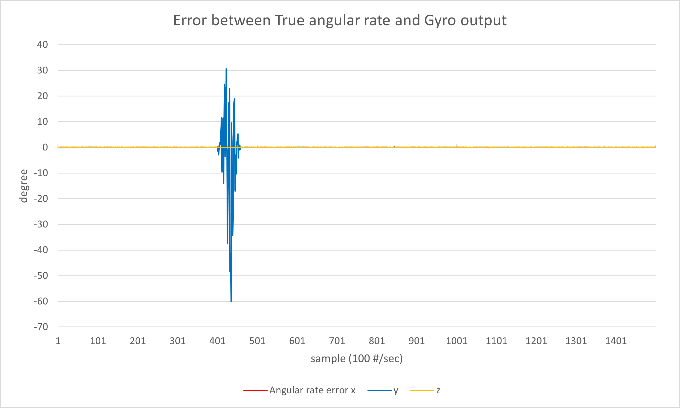 Error between True angular rate and Gyro output
40
30
20
10
0
-10
-20
-30
-40
-50
-60
-70
degree
1 101 201 301 401 501 601 701 801 901 1001 1101 1201 1301 1401
sample (100 #/sec)
Angular rate error x y z